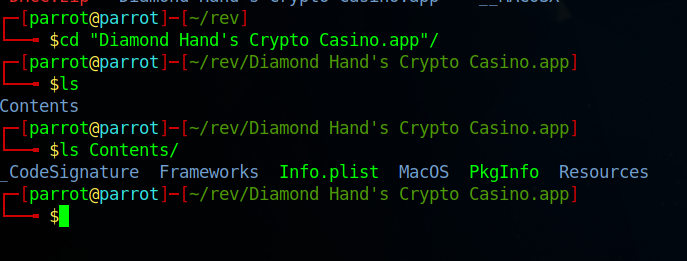 ┌─[parrot@parrot]─[~/rev]
└──╼ $cd "Diamond Hand's Crypto Casino.app"/
┌─[parrot@parrot]─[~/rev/Diamond Hand's Crypto Casino.app]
└──╼ $ls
Contents
┌─[parrot@parrot]─[~/rev/Diamond Hand's Crypto Casino.app]
└──╼ $ls Contents/
_CodeSignature  Frameworks  Info.plist  MacOS  PkgInfo  Resources
┌─[parrot@parrot]─[~/rev/Diamond Hand's Crypto Casino.app]
└──╼ $